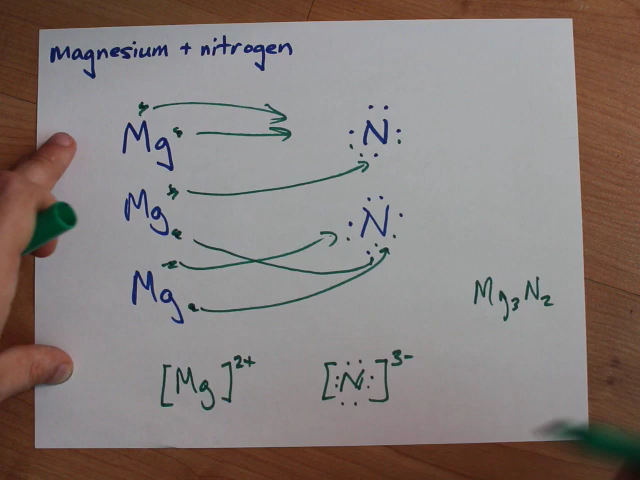 Magnesium + nitrogen
Mg N
Mg N
Mg
Mg₃N₂
[Mg]²⁺ [N]³⁻